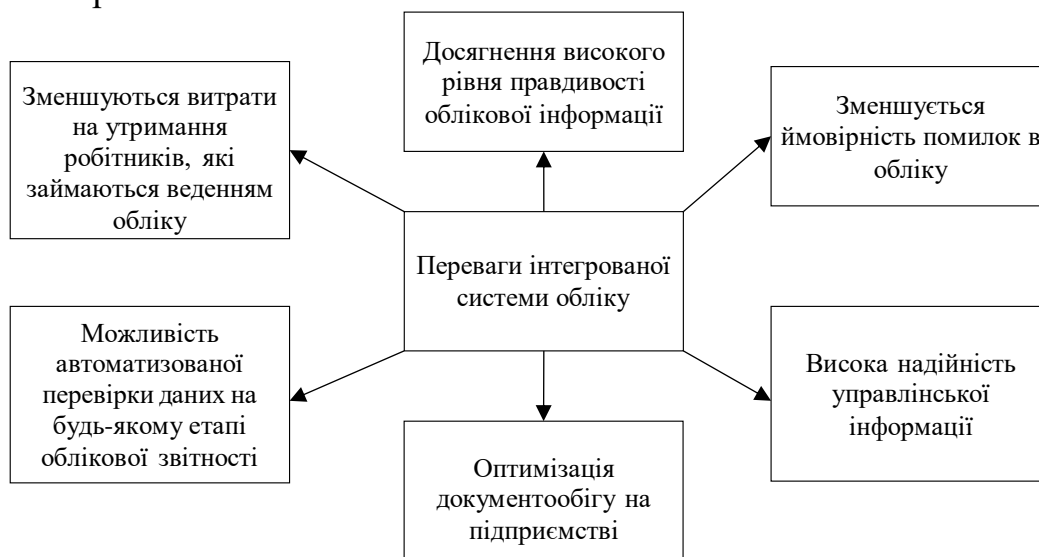 Досягнення високого
рівня правдивості
облікової інформації
Зменшуються витрати
на утримання
робітників, які
займаються веденням
обліку
Зменшується
ймовірність помилок в
обліку
Переваги інтегрованої
системи обліку
Можливість
автоматизованої
перевірки даних на
будь-якому етапі
облікової звітності
Висока надійність
управлінської
інформації
Оптимізація
документообігу на
підприємстві